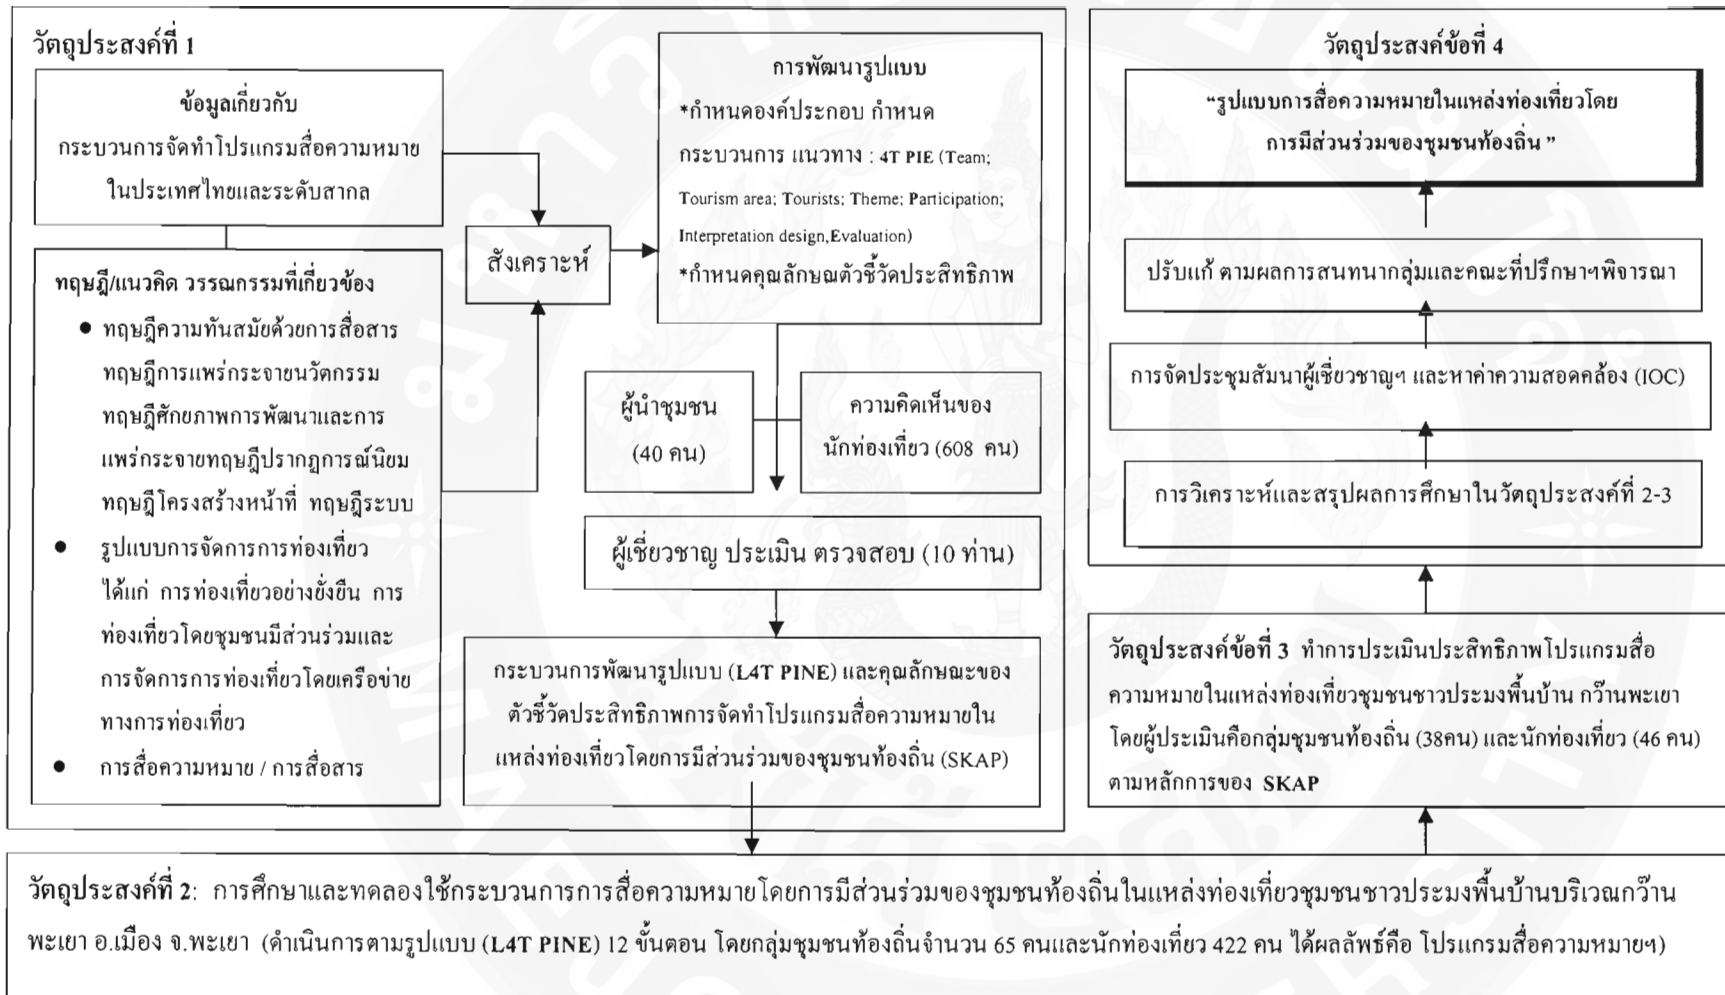 วัตถุประสงค์ที่ 1
ข้อมูลเกี่ยวกับ
กระบวนการจัดทำโปรแกรมสื่อความหมาย
ในประเทศไทยและระดับสากล
ทฤษฎี/แนวคิด วรรณกรรมที่เกี่ยวข้อง
● ทฤษฎีความทันสมัยด้วยการสื่อสาร
ทฤษฎีการแพร่กระจายนวัตกรรม
ทฤษฎีศักยภาพการพัฒนาและการ
แพร่กระจายทฤษฎีปรากฏการณ์นิยม
ทฤษฎีโครงสร้างหน้าที่ ทฤษฎีระบบ
● รูปแบบการจัดการการท่องเที่ยว
ได้แก่ การท่องเที่ยวอย่างยั่งยืน การ
ท่องเที่ยวโดยชุมชนมีส่วนร่วมและ
การจัดการการท่องเที่ยวโดยเครือข่าย
ทางการท่องเที่ยว
● การสื่อความหมาย / การสื่อสาร
สังเคราะห์
การพัฒนารูปแบบ
*กำหนดองค์ประกอบ กำหนด
กระบวนการ แนวทาง : 4T PIE (Team;
Tourism area; Tourists; Theme; Participation;
Interpretation design,Evaluation)
*กำหนดคุณลักษณตัวชี้วัดประสิทธิภาพ
ผู้นำชุมชน
(40 คน)
ความคิดเห็นของ
นักท่องเที่ยว (608 คน)
ผู้เชี่ยวชาญ ประเมิน ตรวจสอบ (10 ท่าน)
กระบวนการพัฒนารูปแบบ (L4T PINE) และคุณลักษณะของ
ตัวชี้วัดประสิทธิภาพการจัดทำโปรแกรมสื่อความหมายใน
แหล่งท่องเที่ยวโดยการมีส่วนร่วมของชุมชนท้องถิ่น (SKAP)
วัตถุประสงค์ที่ 2: การศึกษาและทดลองใช้กระบวนการการสื่อความหมายโดยการมีส่วนร่วมของชุมชนท้องถิ่นในแหล่งท่องเที่ยวชุมชนชาวประมงพื้นบ้านบริเวณกว๊าน
พะเยา อ.เมือง จ.พะเยา (ดำเนินการตามรูปแบบ (L4T PINE) 12 ขั้นตอน โดยกลุ่มชุมชนท้องถิ่นจำนวน 65 คนและนักท่องเที่ยว 422 คน ได้ผลลัพธ์คือ โปรแกรมสื่อความหมายฯ)
วัตถุประสงค์ข้อที่ 3 ทำการประเมินประสิทธิภาพโปรแกรมสื่อ
ความหมายในแหล่งท่องเที่ยวชุมชนชาวประมงพื้นบ้าน กว๊านพะเยา
โดยผู้ประเมินคือกลุ่มชุมชนท้องถิ่น (38คน) และนักท่องเที่ยว (46 คน)
ตามหลักการของ SKAP
วัตถุประสงค์ข้อที่ 4
“รูปแบบการสื่อความหมายในแหล่งท่องเที่ยวโดย
การมีส่วนร่วมของชุมชนท้องถิ่น ”
ปรับแก้ ตามผลการสนทนากลุ่มและคณะที่ปรึกษาฯพิจารณา
การจัดประชุมสัมนาผู้เชี่ยวชาญฯ และหาค่าความสอดคล้อง (IOC)
การวิเคราะห์และสรุปผลการศึกษาในวัตถุประสงค์ที่ 2-3